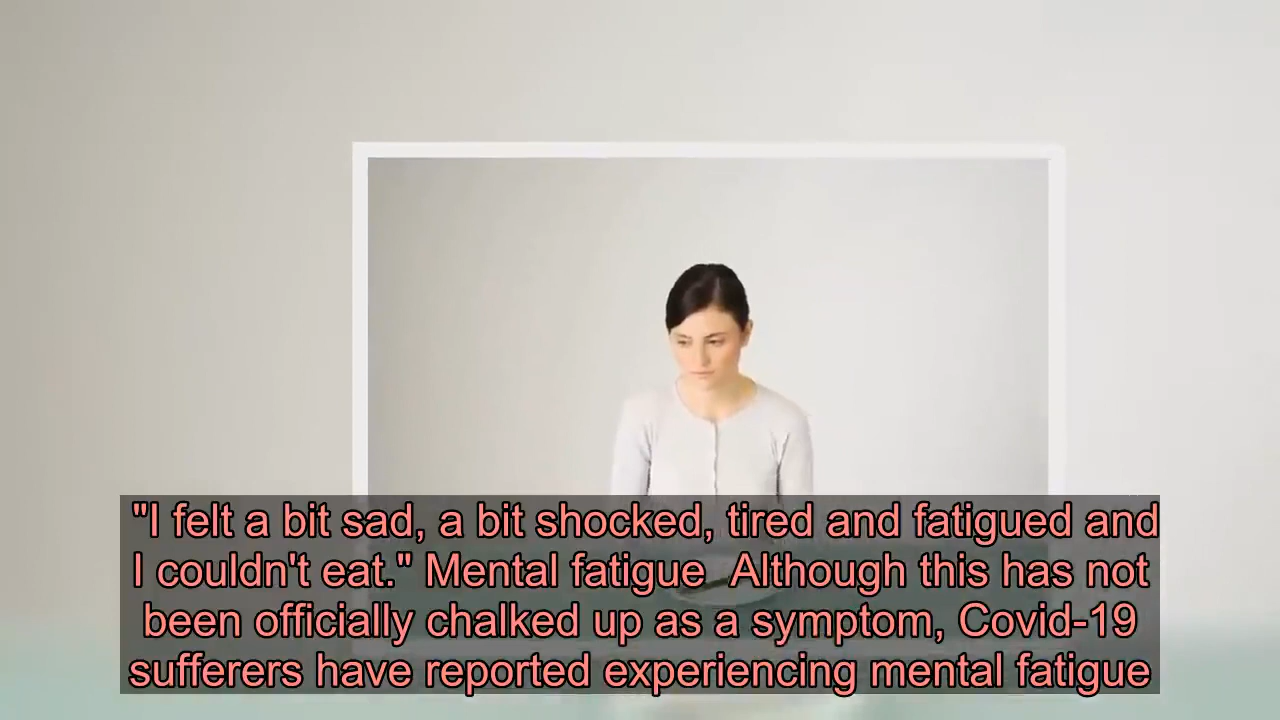 "I felt a bit sad, a bit shocked, tired and fatigued and
I couldn't eat." Mental fatigue  Although this has not
been officially chalked up as a symptom, Covid-19
sufferers have reported experiencing mental fatigue